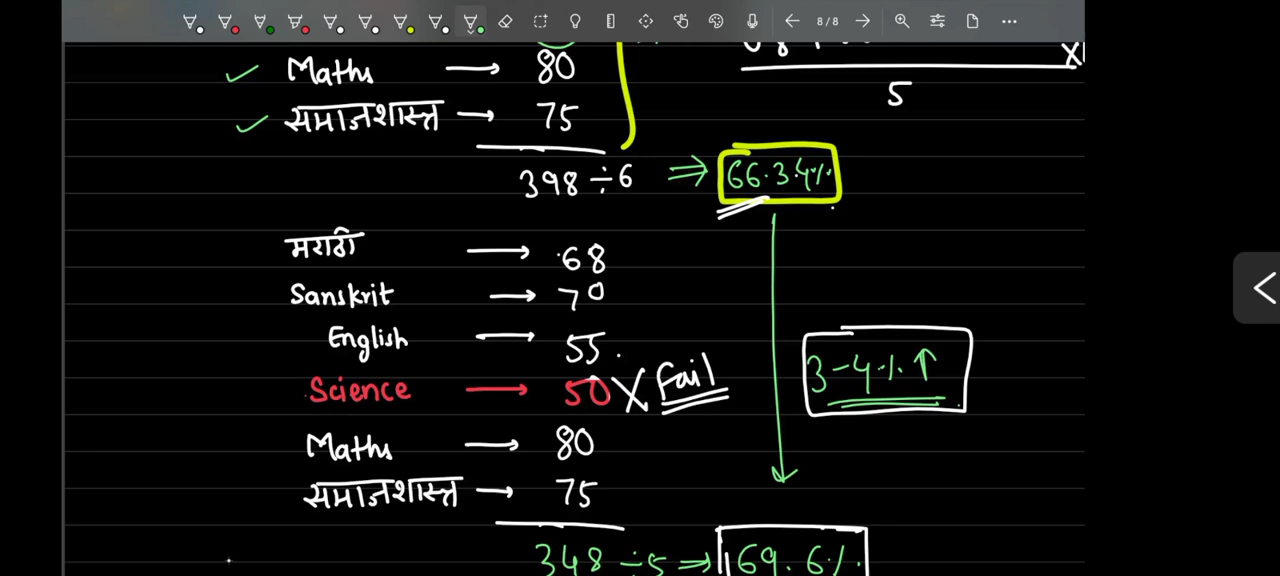 8/8
Maths → 80
5
समाजशास्त्र → 75
398 ÷ 6 ⇒ 66.34%
मराठी → 68
Sanskrit → 70
English → 55
3-4% ↑
Science → 50 X Fail
Maths → 80
समाजशास्त्र → 75
348 ÷ 5 ⇒ 69.6%